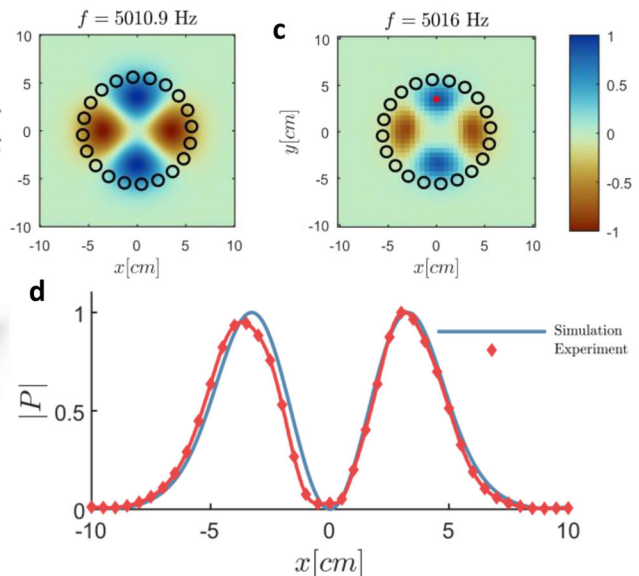 f = 5010.9 Hz
c
f = 5016 Hz
10
5
0
-5
-10
-10 -5 0 5 10
x[cm]
y[cm]
10
5
0
-5
-10
-10 -5 0 5 10
x[cm]
1
0.5
0
-0.5
-1
d
|P|
1
0.5
0
Simulation
Experiment
-10 -5 0 5 10
x[cm]